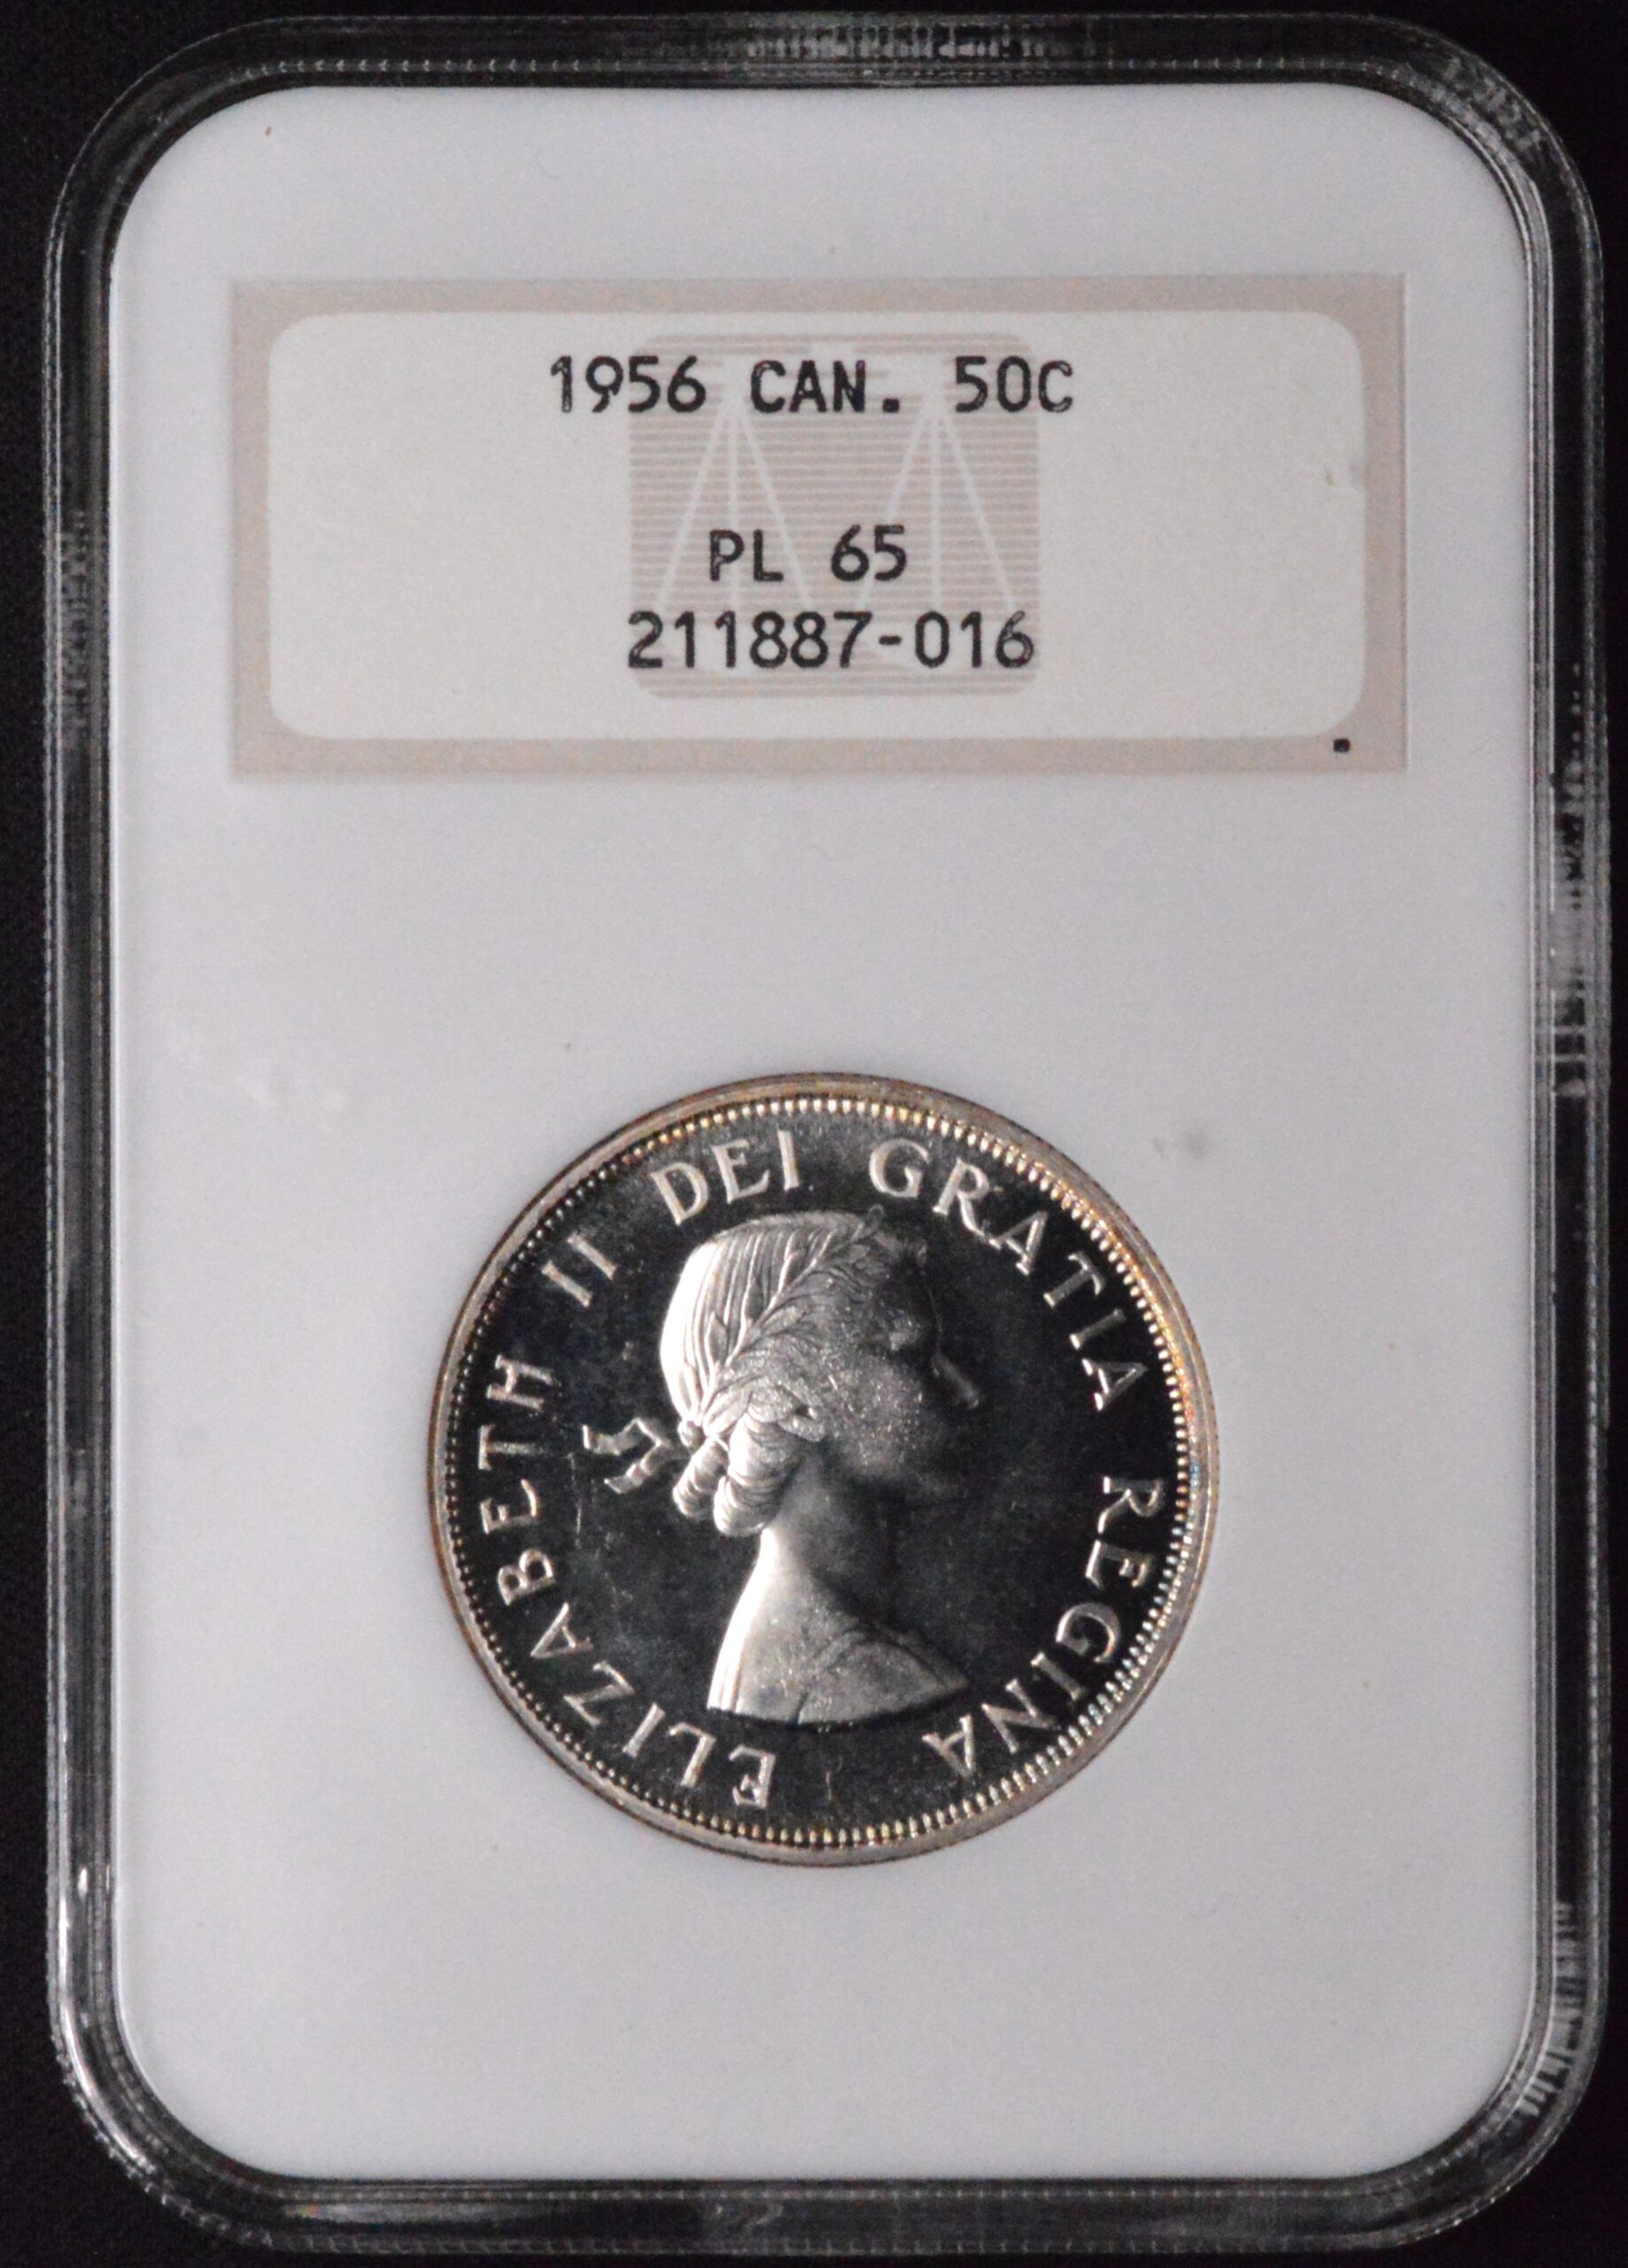 1956 CAN. 50C
PL 65
211887-016
ELIZABETH II DEI GRATIA REGINA